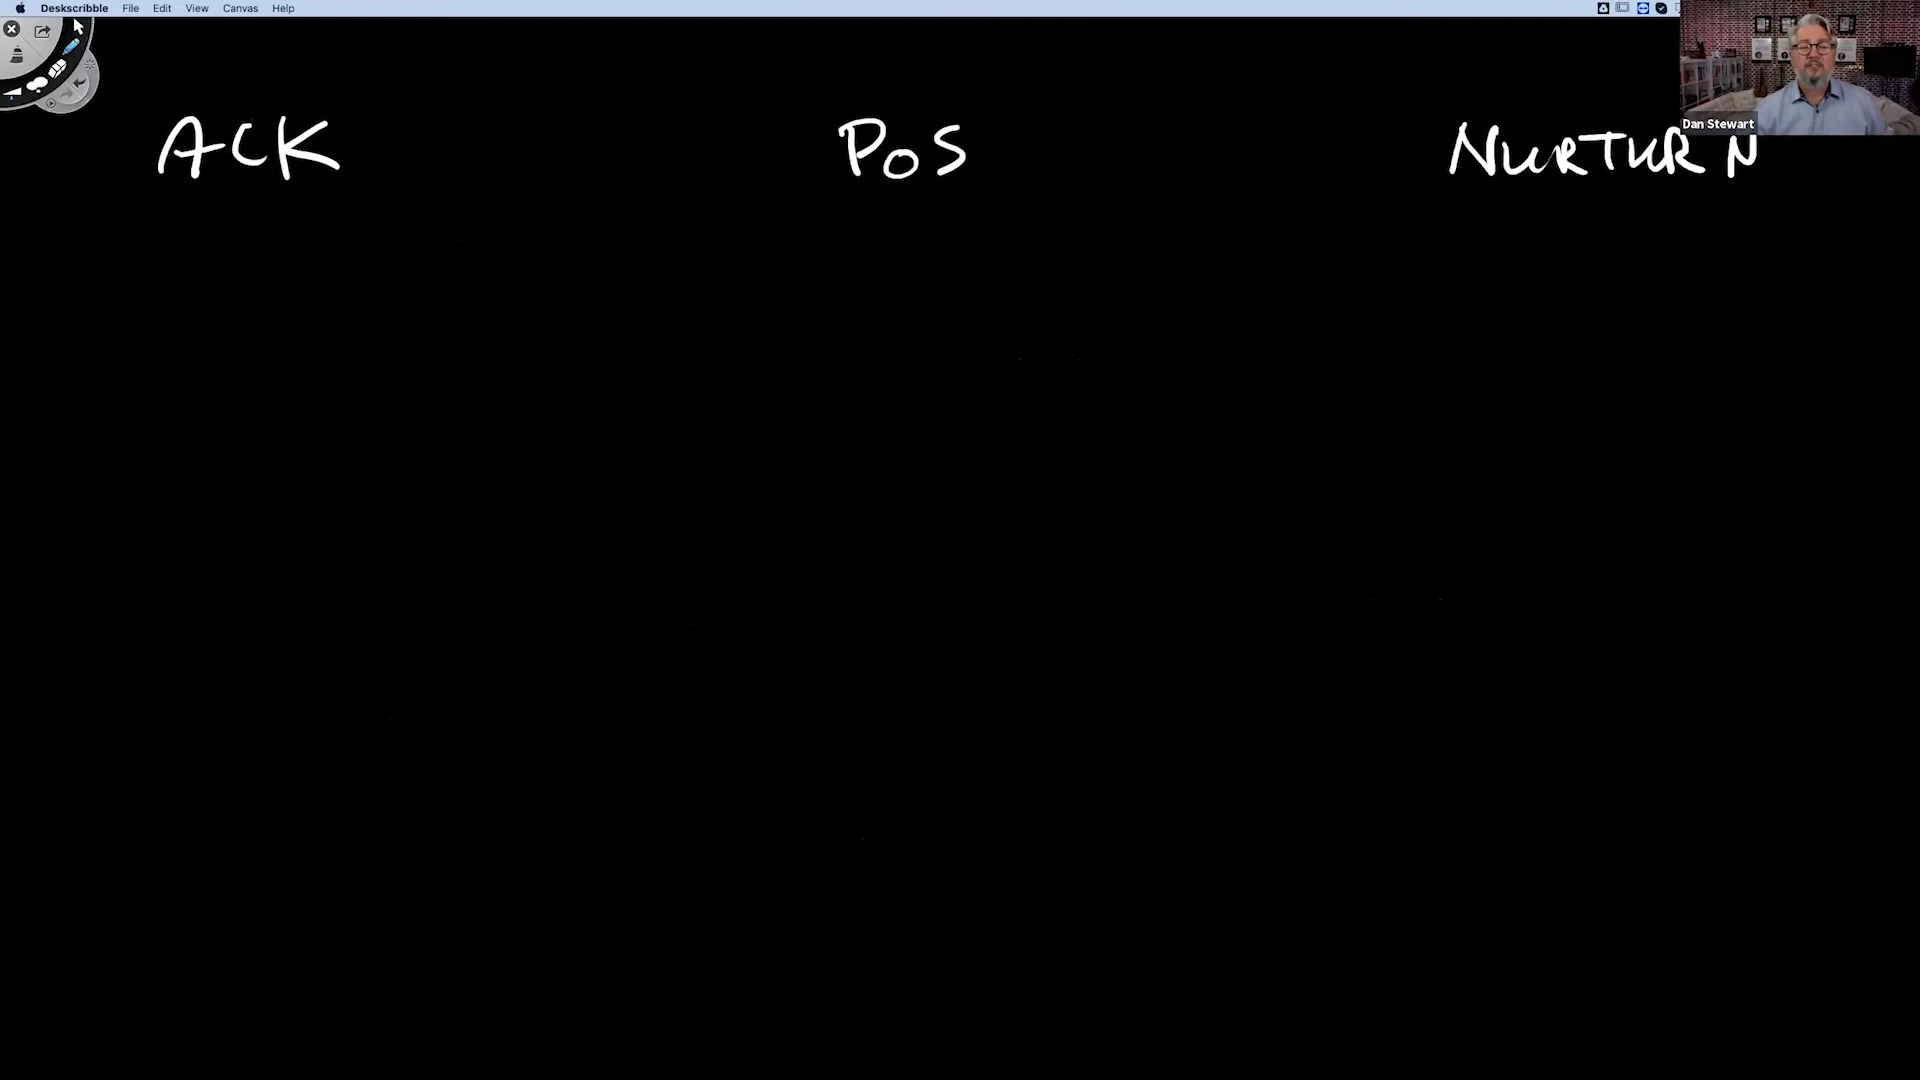 Deskscribble File Edit View Canvas Help
Dan Stewart
ACK POS NURTUR